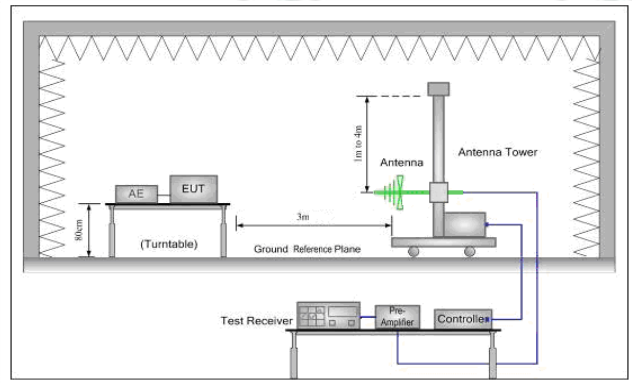 1m to 4m
Antenna
Antenna Tower
AE
EUT
80cm
(Turntable)
3m
Ground Reference Plane
Test Receiver
Pre-
Amplifier
Controller